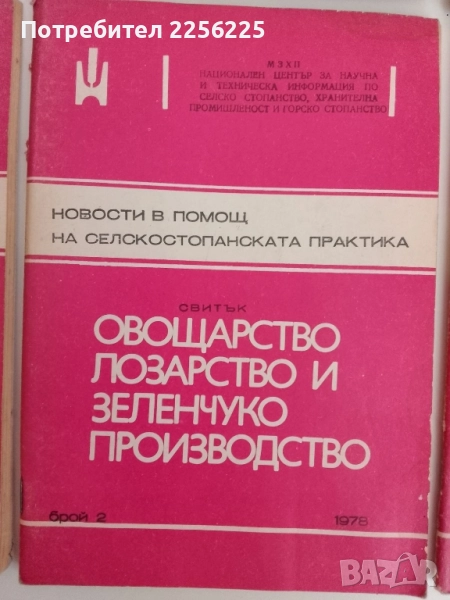 Потребител 2256225
МЗХП
НАЦИОНАЛЕН ЦЕНТЪР ЗА НАУЧНА
И ТЕХНИЧЕСКА ИНФОРМАЦИЯ ПО
СЕЛСКО СТОПАНСТВО, ХРАНИТЕЛНА
ПРОМИШЛЕНОСТ И ГОРСКО СТОПАНСТВО
НОВОСТИ В ПОМОЩ
НА СЕЛСКОСТОПАНСКАТА ПРАКТИКА
СВИТЪК
ОВОЩАРСТВО
ЛОЗАРСТВО И
ЗЕЛЕНЧУКО
ПРОИЗВОДСТВО
брой 2 1978
BAZAR